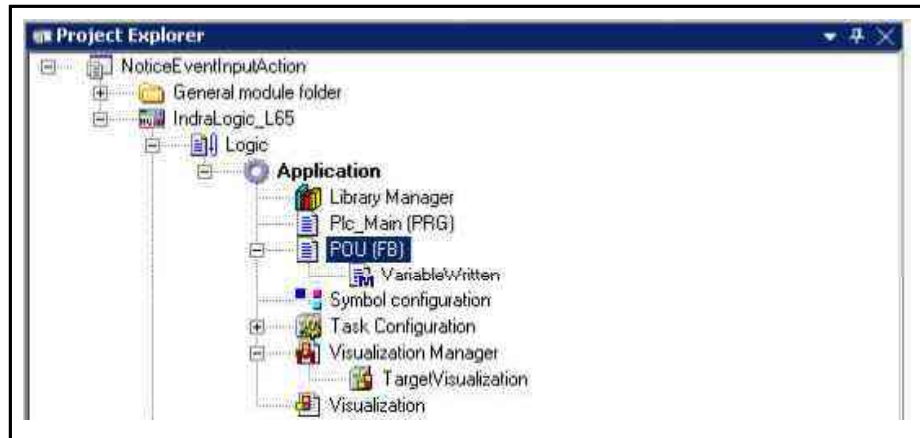 Project Explorer
NoticeEventInputAction
General module folder
IndraLogic_L65
Logic
Application
Library Manager
Plc_Main (PRG)
POU (FB)
VariableWritten
Symbol configuration
Task Configuration
Visualization Manager
TargetVisualization
Visualization